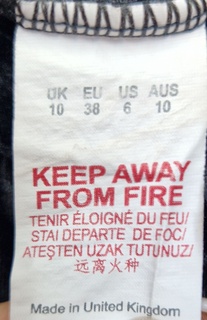 UK EU US AUS
10 38 6 10
KEEP AWAY
FROM FIRE
TENIR ÉLOIGNÉ DU FEU/
STAI DEPARTE DE FOC/
ATEŞTEN UZAK TUTUNUZ/
远离火种
Made in United Kingdom